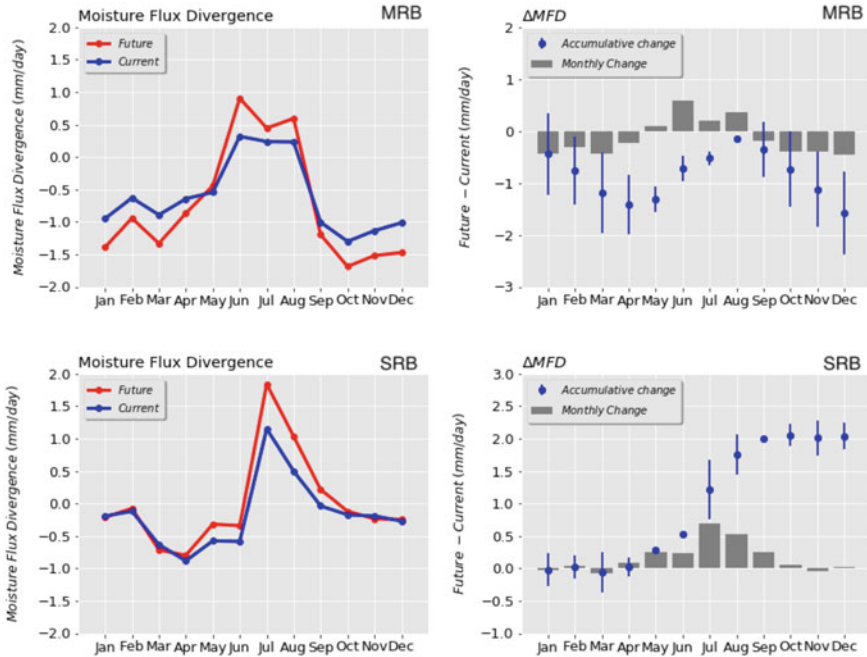 Moisture Flux Divergence MRB
Moisture Flux Divergence (mm/day)
2.0
1.5
1.0
0.5
0.0
−0.5
−1.0
−1.5
−2.0
Future
Current
Jan Feb Mar Apr May Jun Jul Aug Sep Oct Nov Dec
ΔMFD MRB
Future − Current (mm/day)
2
1
0
−1
−2
−3
Accumulative change
Monthly Change
Jan Feb Mar Apr May Jun Jul Aug Sep Oct Nov Dec
Moisture Flux Divergence SRB
Moisture Flux Divergence (mm/day)
2.0
1.5
1.0
0.5
0.0
−0.5
−1.0
−1.5
−2.0
Future
Current
Jan Feb Mar Apr May Jun Jul Aug Sep Oct Nov Dec
ΔMFD SRB
Future − Current (mm/day)
3.0
2.0
1.0
0.0
−0.5
−1.0
Accumulative change
Monthly Change
Jan Feb Mar Apr May Jun Jul Aug Sep Oct Nov Dec